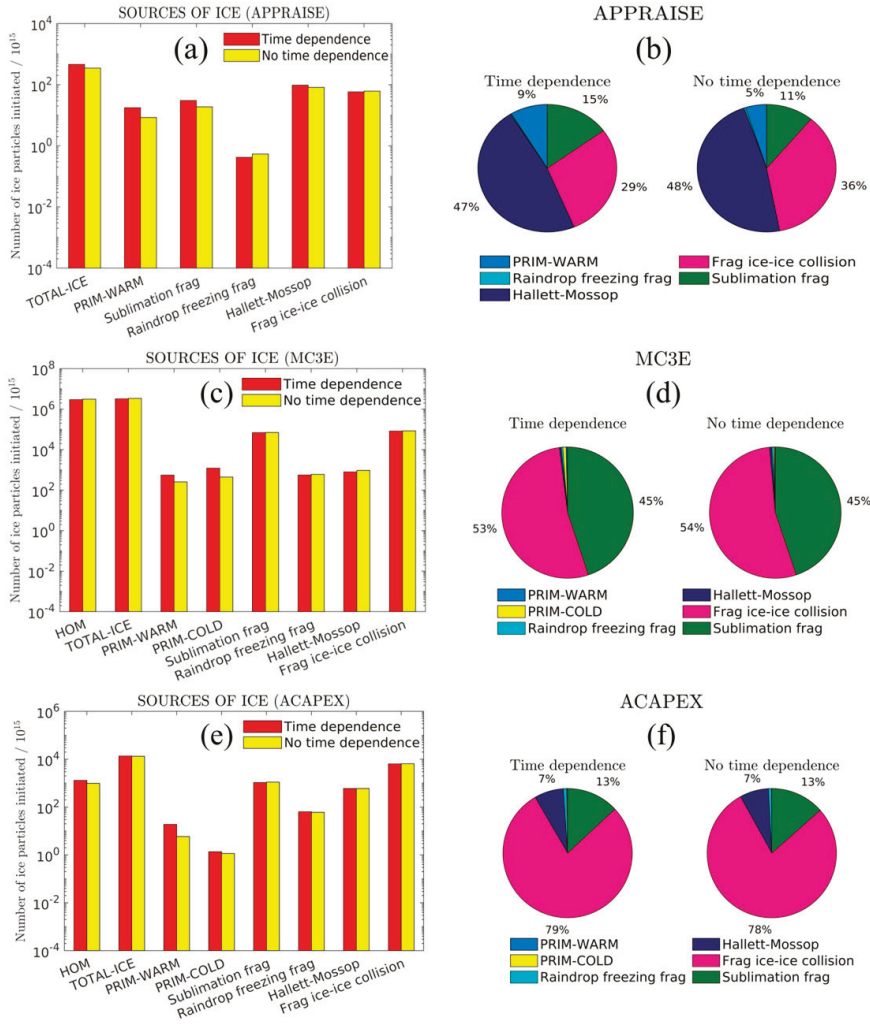 SOURCES OF ICE (APPRAISE)
(a)
Time dependence
No time dependence
Number of ice particles initiated / 10^15
10^4
10^2
10^0
10^-2
10^-4
TOTAL-ICE
PRIM-WARM
Sublimation frag
Raindrop freezing frag
Hallett-Mossop
Frag ice-ice collision
APPRAISE
(b)
Time dependence
9%
15%
29%
47%
No time dependence
5%
11%
36%
48%
PRIM-WARM
Raindrop freezing frag
Hallett-Mossop
Frag ice-ice collision
Sublimation frag
SOURCES OF ICE (MC3E)
(c)
Time dependence
No time dependence
Number of ice particles initiated / 10^15
10^8
10^6
10^4
10^2
10^0
10^-2
10^-4
HOM
TOTAL-ICE
PRIM-WARM
PRIM-COLD
Sublimation frag
Raindrop freezing frag
Hallett-Mossop
Frag ice-ice collision
MC3E
(d)
Time dependence
45%
53%
No time dependence
45%
54%
PRIM-WARM
PRIM-COLD
Raindrop freezing frag
Hallett-Mossop
Frag ice-ice collision
Sublimation frag
SOURCES OF ICE (ACAPEX)
(e)
Time dependence
No time dependence
Number of ice particles initiated / 10^15
10^6
10^4
10^2
10^0
10^-2
10^-4
HOM
TOTAL-ICE
PRIM-WARM
PRIM-COLD
Sublimation frag
Raindrop freezing frag
Hallett-Mossop
Frag ice-ice collision
ACAPEX
(f)
Time dependence
7%
13%
79%
No time dependence
7%
13%
78%
PRIM-WARM
PRIM-COLD
Raindrop freezing frag
Hallett-Mossop
Frag ice-ice collision
Sublimation frag